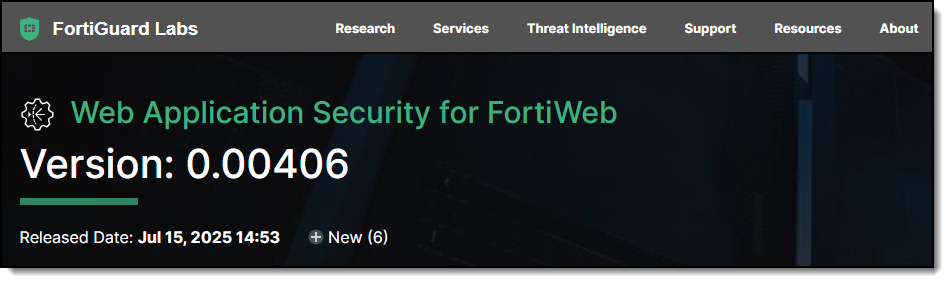 FortiGuard Labs Research Services Threat Intelligence Support Resources About
Web Application Security for FortiWeb
Version: 0.00406
Released Date: Jul 15, 2025 14:53 New (6)